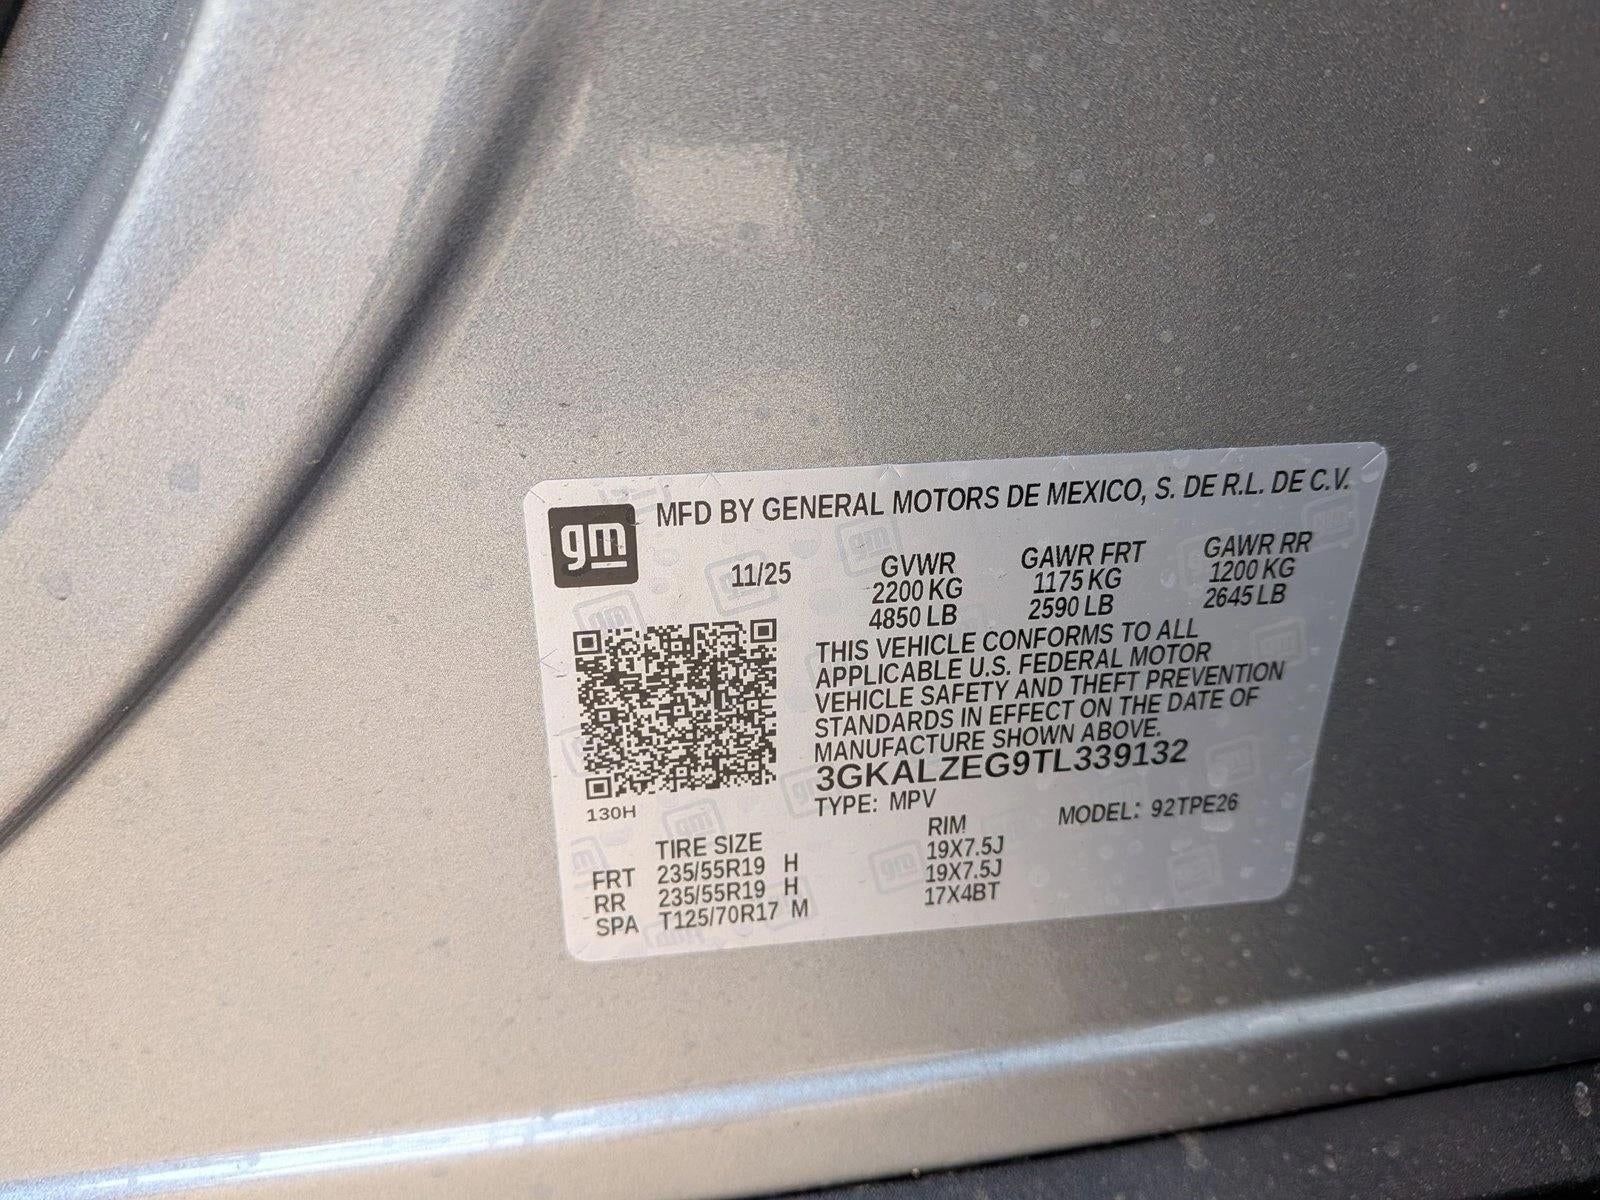 gm
MFD BY GENERAL MOTORS DE MEXICO, S. DE R.L. DE C.V.
11/25 GVWR GAWR FRT GAWR RR
2200 KG 1175 KG 1200 KG
4850 LB 2590 LB 2645 LB
THIS VEHICLE CONFORMS TO ALL
APPLICABLE U.S. FEDERAL MOTOR
VEHICLE SAFETY AND THEFT PREVENTION
STANDARDS IN EFFECT ON THE DATE OF
MANUFACTURE SHOWN ABOVE.
3GKALZEG9TL339132
130H
TYPE: MPV MODEL: 92TPE26
TIRE SIZE RIM
FRT 235/55R19 H 19X7.5J
RR 235/55R19 H 19X7.5J
SPA T125/70R17 M 17X4BT